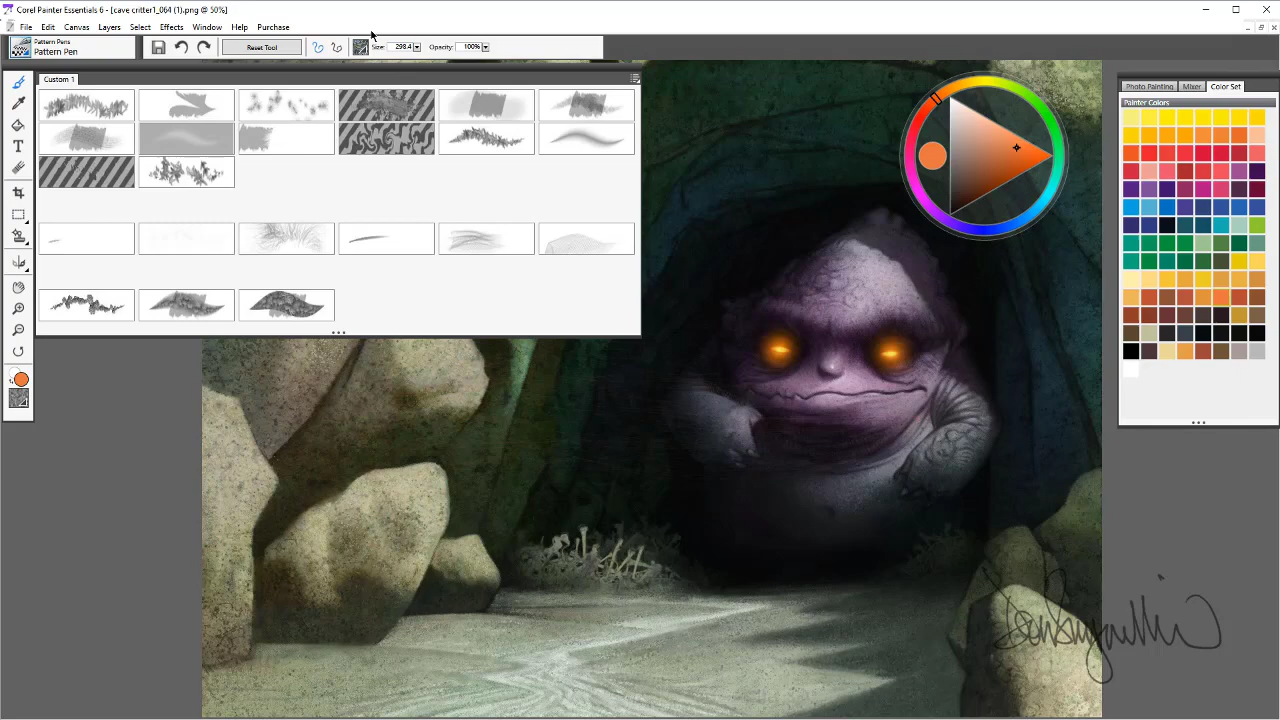 Corel Painter Essentials 6 - [cave critter1_064 (1).png @ 50%]
File Edit Canvas Layers Select Effects Window Help Purchase
Pattern Pens
Pattern Pen
Reset Tool Size: 298.4 Opacity: 100%
Custom 1
Photo Painting Mixer Color Set
Painter Colors